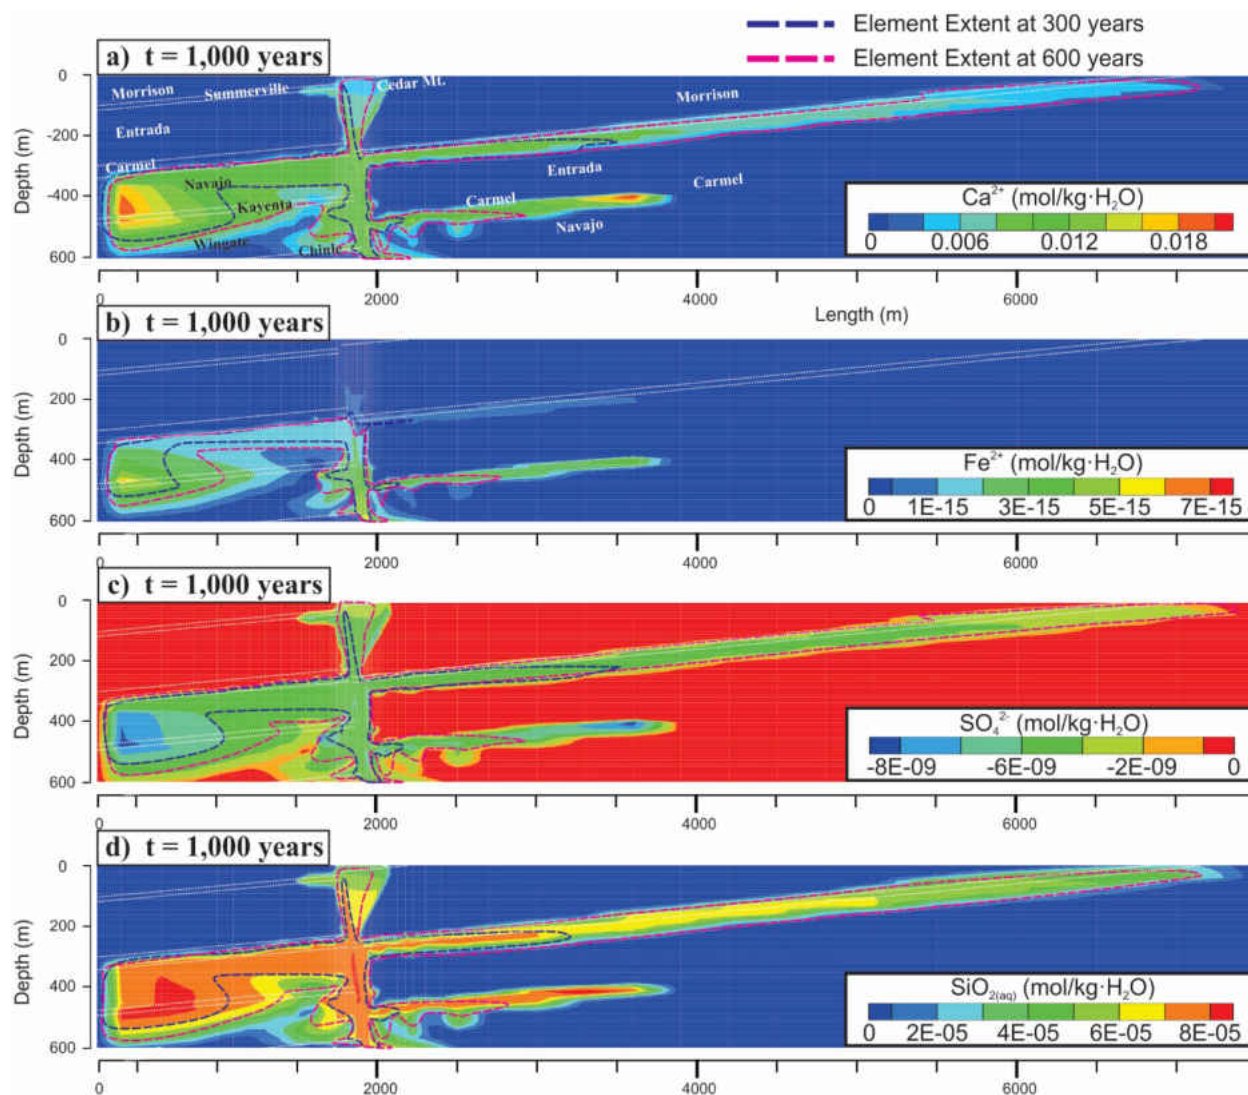 Element Extent at 300 years
Element Extent at 600 years
a) t = 1,000 years
0
-200
400
600
Depth (m)
Morrison
Summerville
Cedar Mt.
Morrison
Entrada
Carmel
Navajo
Kayenta
Wingate
Chinle
Entrada
Carmel
Carmel
Navajo
Ca2+ (mol/kg·H2O)
0 0.006 0.012 0.018
0 2000 4000 6000
Length (m)
b) t = 1,000 years
0
200
400
600
Depth (m)
Fe2+ (mol/kg·H2O)
0 1E-15 3E-15 5E-15 7E-15
0 2000 4000 6000
c) t = 1,000 years
0
200
400
600
Depth (m)
SO4 2- (mol/kg·H2O)
-8E-09 -6E-09 -2E-09 0
0 2000 4000 6000
d) t = 1,000 years
0
200
400
600
Depth (m)
SiO2(aq) (mol/kg·H2O)
0 2E-05 4E-05 6E-05 8E-05
0 2000 4000 6000